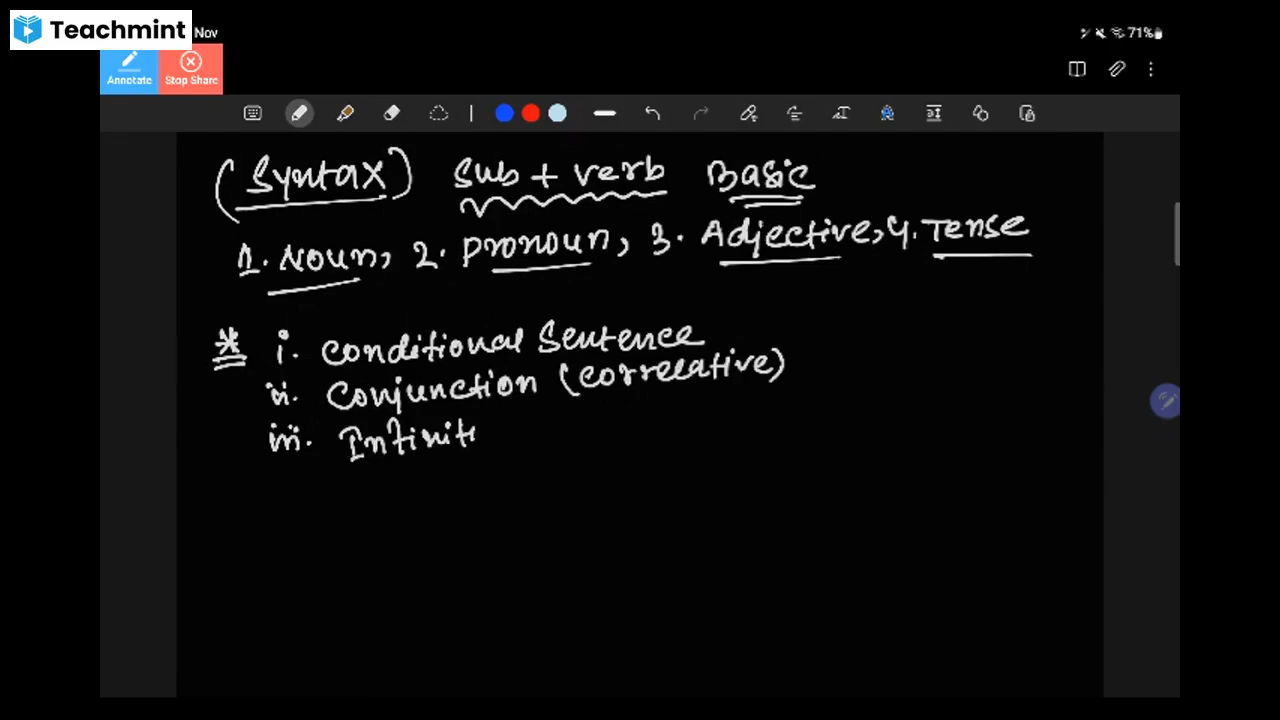 Teachmint
Nov
71%
Annotate
Stop Share
(Syntax) Sub + verb Basic
1. Noun, 2. Pronoun, 3. Adjective, 4. Tense
* i. Conditional Sentence
ii. Conjunction (correlative)
iii. Infinit